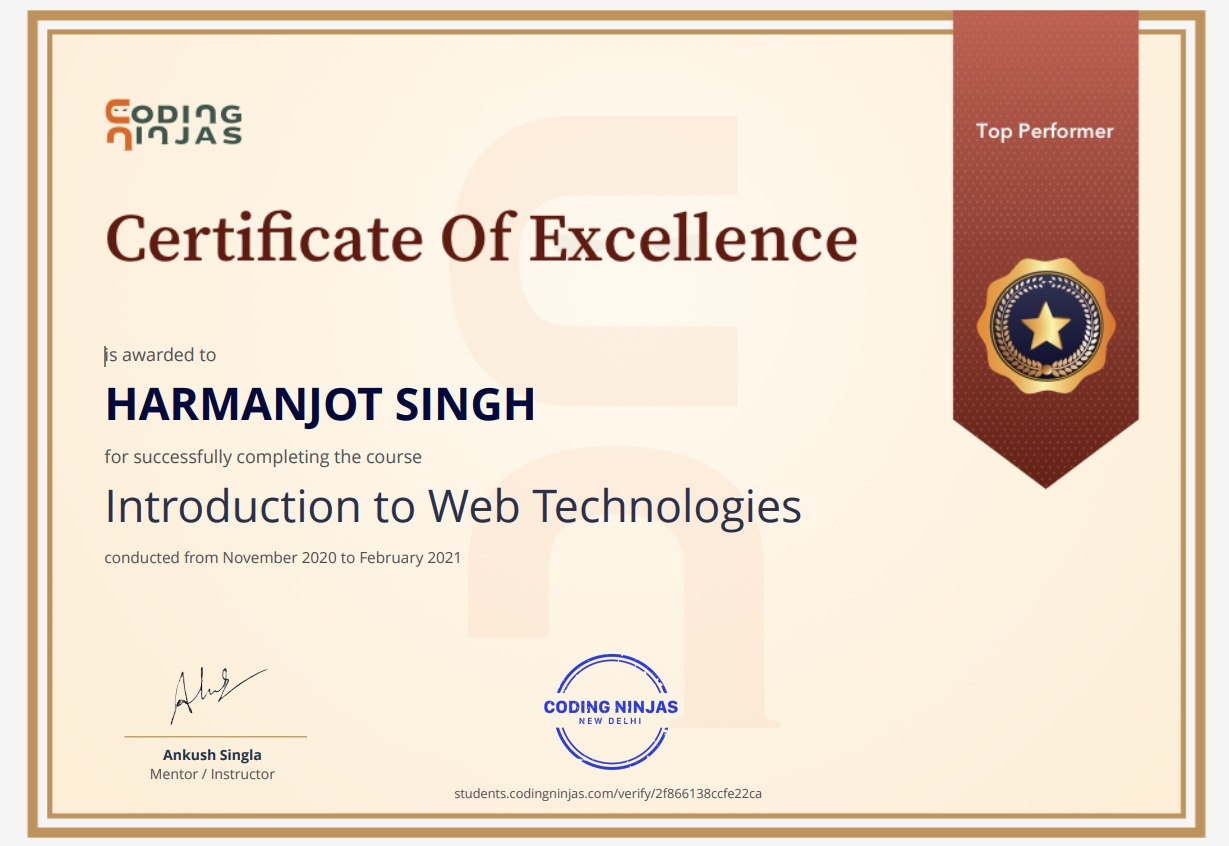 CODING
NINJAS
Top Performer
Certificate Of Excellence
is awarded to
HARMANJOT SINGH
for successfully completing the course
Introduction to Web Technologies
conducted from November 2020 to February 2021
Ankush Singla
Mentor / Instructor
CODING NINJAS
NEW DELHI
students.codingninjas.com/verify/2f866138ccfe22ca